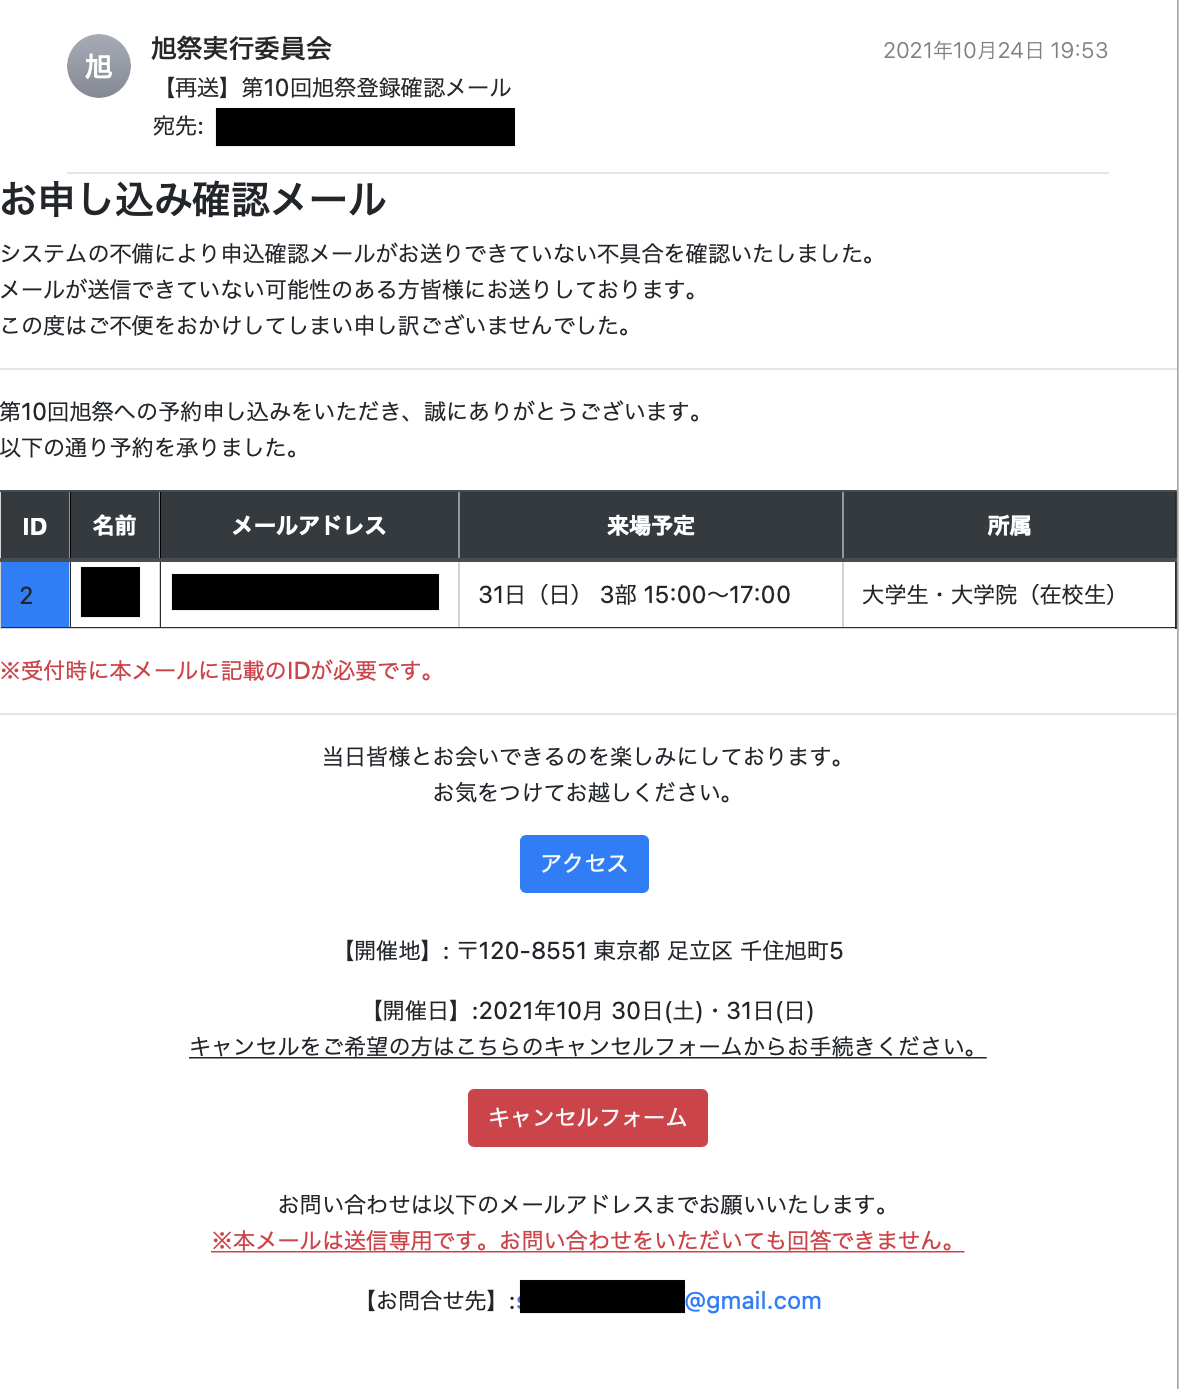 旭
旭祭実行委員会
2021年10月24日 19:53
【再送】第10回旭祭登録確認メール
宛先:
お申し込み確認メール
システムの不備により申込確認メールがお送りできていない不具合を確認いたしました。
メールが送信できていない可能性のある方皆様にお送りしております。
この度はご不便をおかけしてしまい申し訳ございませんでした。
第10回旭祭への予約申し込みをいただき、誠にありがとうございます。
以下の通り予約を承りました。
ID 名前 メールアドレス 来場予定 所属
2 31日（日） 3部 15:00〜17:00 大学生・大学院（在校生）
※受付時に本メールに記載のIDが必要です。
当日皆様とお会いできるのを楽しみにしております。
お気をつけてお越しください。
アクセス
【開催地】: 〒120-8551 東京都 足立区 千住旭町5
【開催日】:2021年10月 30日(土)・31日(日)
キャンセルをご希望の方はこちらのキャンセルフォームからお手続きください。
キャンセルフォーム
お問い合わせは以下のメールアドレスまでお願いいたします。
※本メールは送信専用です。お問い合わせをいただいても回答できません。
【お問合せ先】:@gmail.com